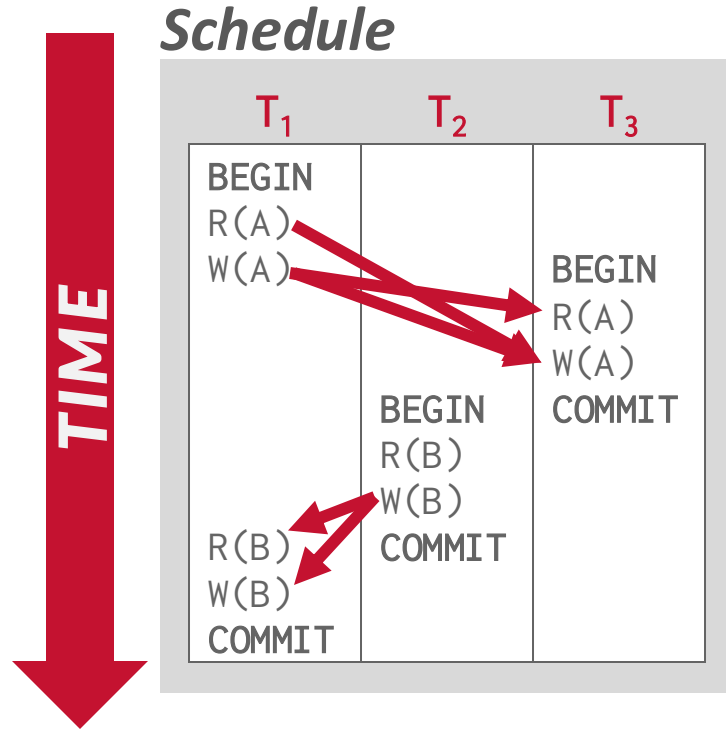 Schedule
TIME
T1 T2 T3
BEGIN
R(A)
W(A) BEGIN
R(A)
W(A)
BEGIN COMMIT
R(B)
W(B)
R(B) COMMIT
W(B)
COMMIT